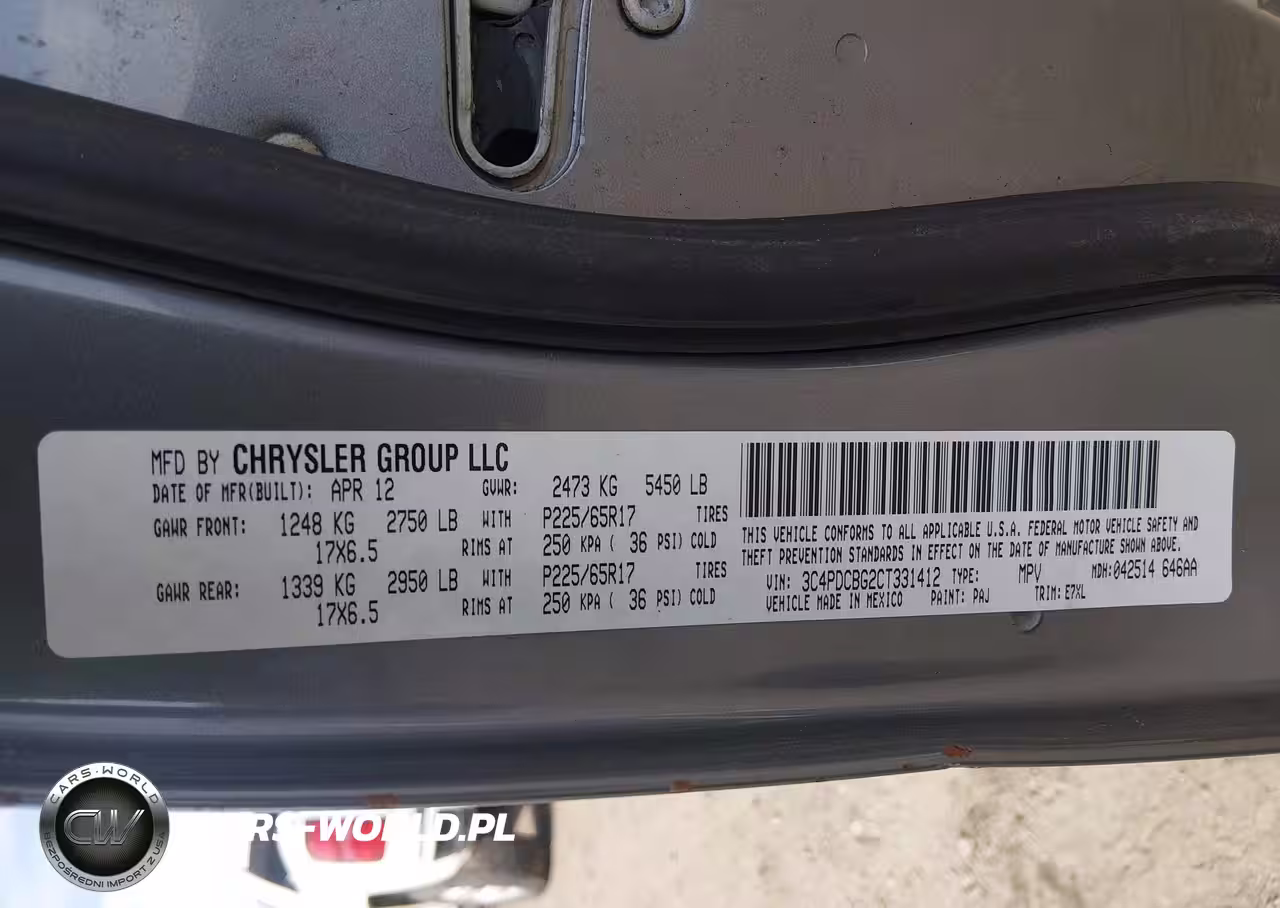 MFD BY CHRYSLER GROUP LLC
DATE OF MFR(BUILT): APR 12 GVWR: 2473 KG 5450 LB
GAWR FRONT: 1248 KG 2750 LB WITH P225/65R17 TIRES
17X6.5 RIMS AT 250 KPA ( 36 PSI) COLD
GAWR REAR: 1339 KG 2950 LB WITH P225/65R17 TIRES
17X6.5 RIMS AT 250 KPA ( 36 PSI) COLD
THIS VEHICLE CONFORMS TO ALL APPLICABLE U.S.A. FEDERAL MOTOR VEHICLE SAFETY AND
THEFT PREVENTION STANDARDS IN EFFECT ON THE DATE OF MANUFACTURE SHOWN ABOVE.
VIN: 3C4PDCBG2CT331412 TYPE: MPV MDH:042514 646AA
VEHICLE MADE IN MEXICO PAINT: PAJ TRIM: E7XL
CARS-WORLD
CW
BEZPOŚREDNI IMPORT Z USA
CARS-WORLD.PL